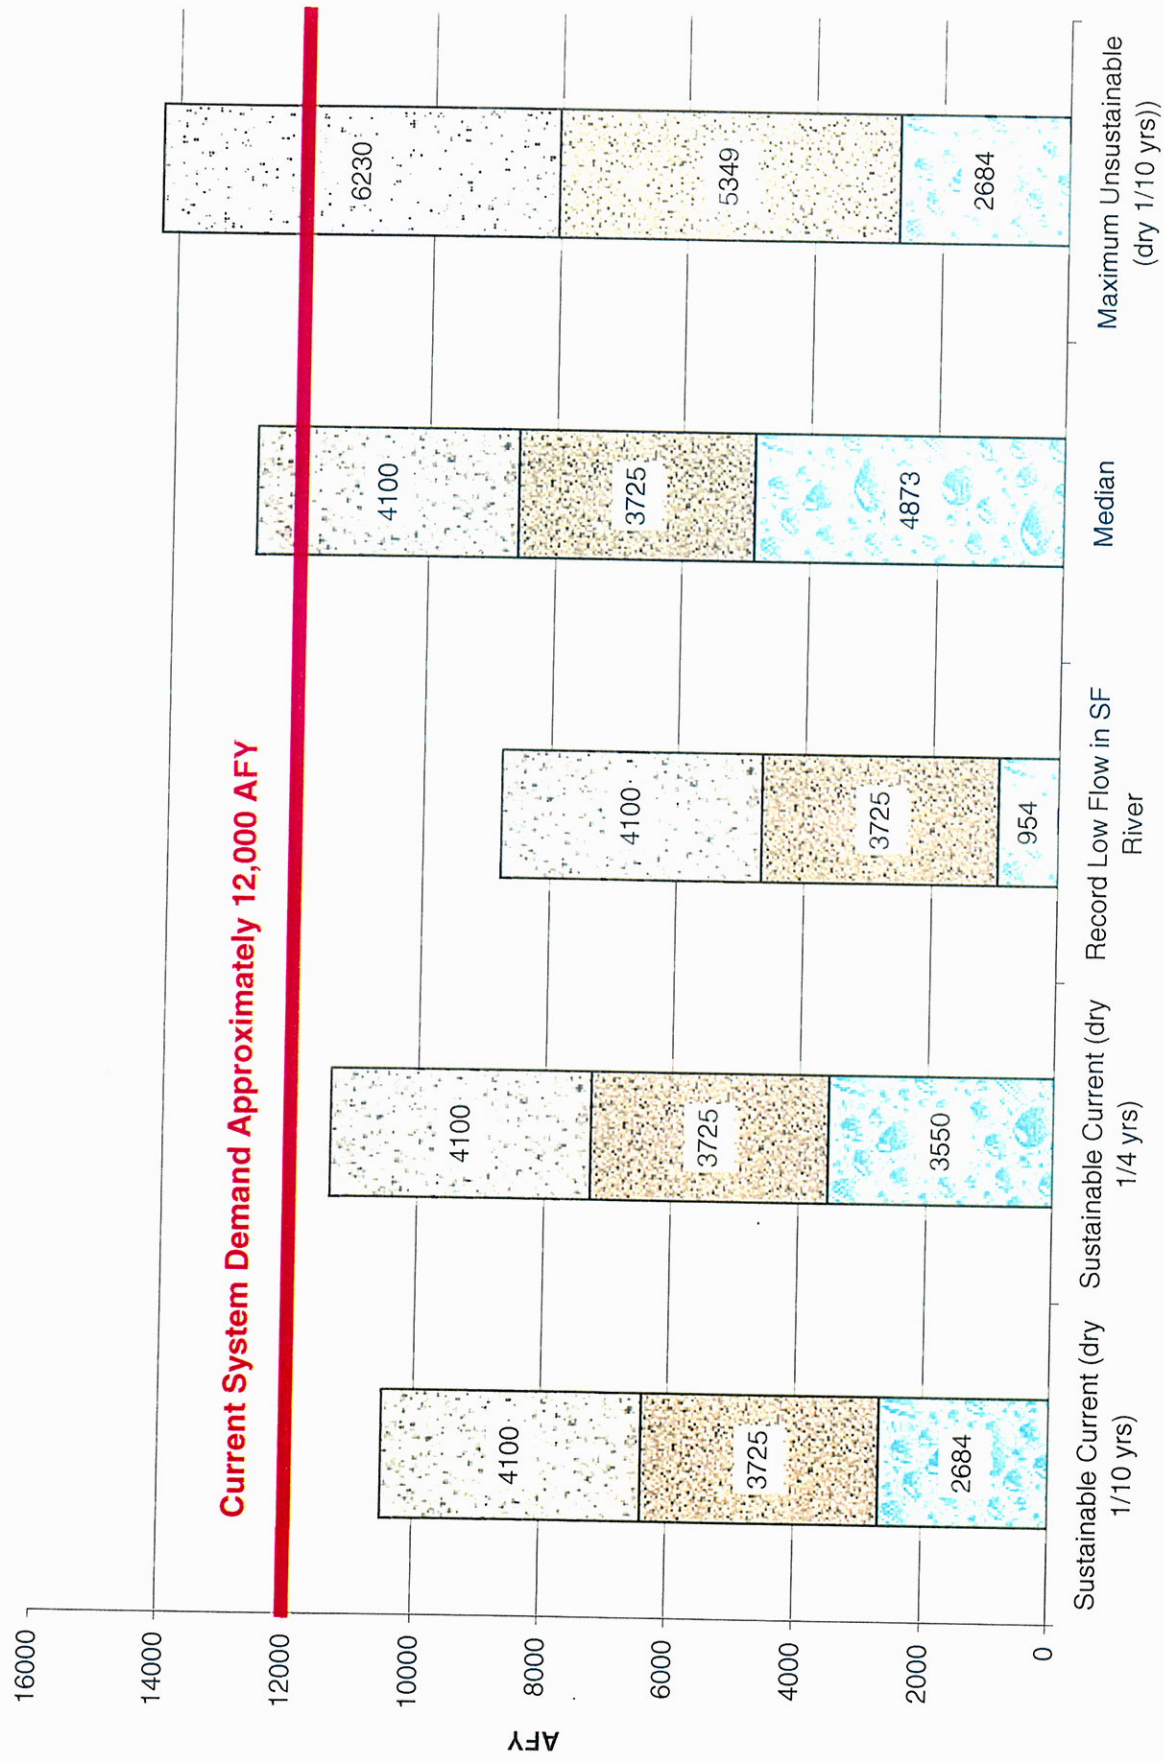 Current System Demand Approximately 12,000 AFY
AFY
16000
14000
12000
10000
8000
6000
4000
2000
0
4100
3725
2684
4100
3725
3550
4100
3725
954
4100
3725
4873
6230
5349
2684
Sustainable Current (dry
1/10 yrs)
Sustainable Current (dry
1/4 yrs)
Record Low Flow in SF
River
Median
Maximum Unsustainable
(dry 1/10 yrs))